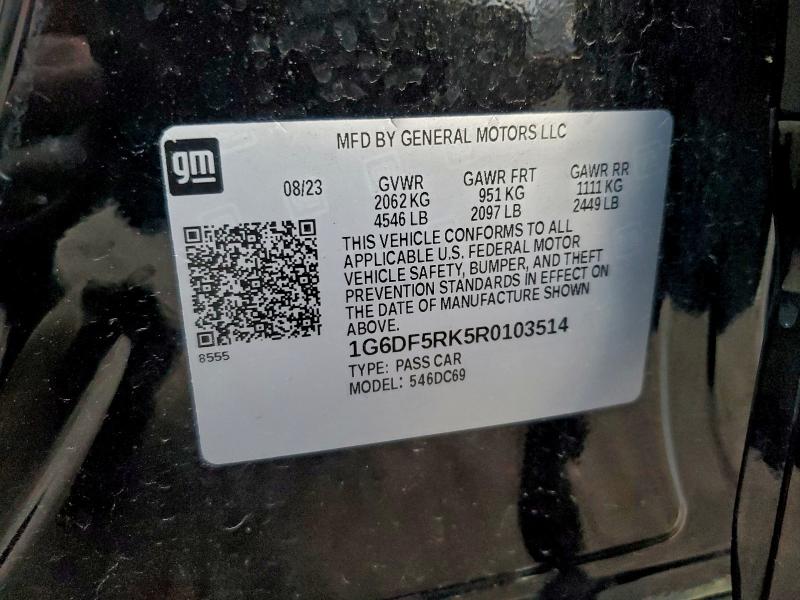 MFD BY GENERAL MOTORS LLC
gm
08/23
GVWR
2062 KG
4546 LB
GAWR FRT
951 KG
2097 LB
GAWR RR
1111 KG
2449 LB
THIS VEHICLE CONFORMS TO ALL
APPLICABLE U.S. FEDERAL MOTOR
VEHICLE SAFETY, BUMPER, AND THEFT
PREVENTION STANDARDS IN EFFECT ON
THE DATE OF MANUFACTURE SHOWN
ABOVE.
8555
1G6DF5RK5R0103514
TYPE: PASS CAR
MODEL: 546DC69